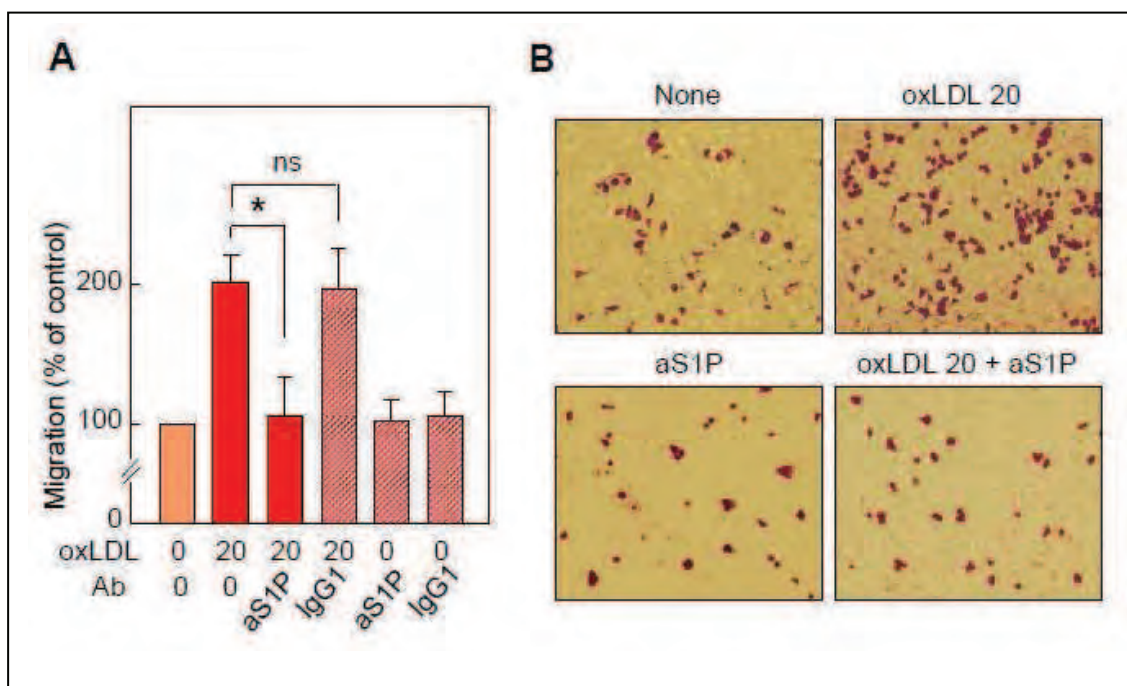 A
ns
*
Migration (% of control)
200
100
0
oxLDL 0 20 20 20 0 0
Ab 0 0 aS1P IgG1 aS1P IgG1
B
None
oxLDL 20
aS1P
oxLDL 20 + aS1P